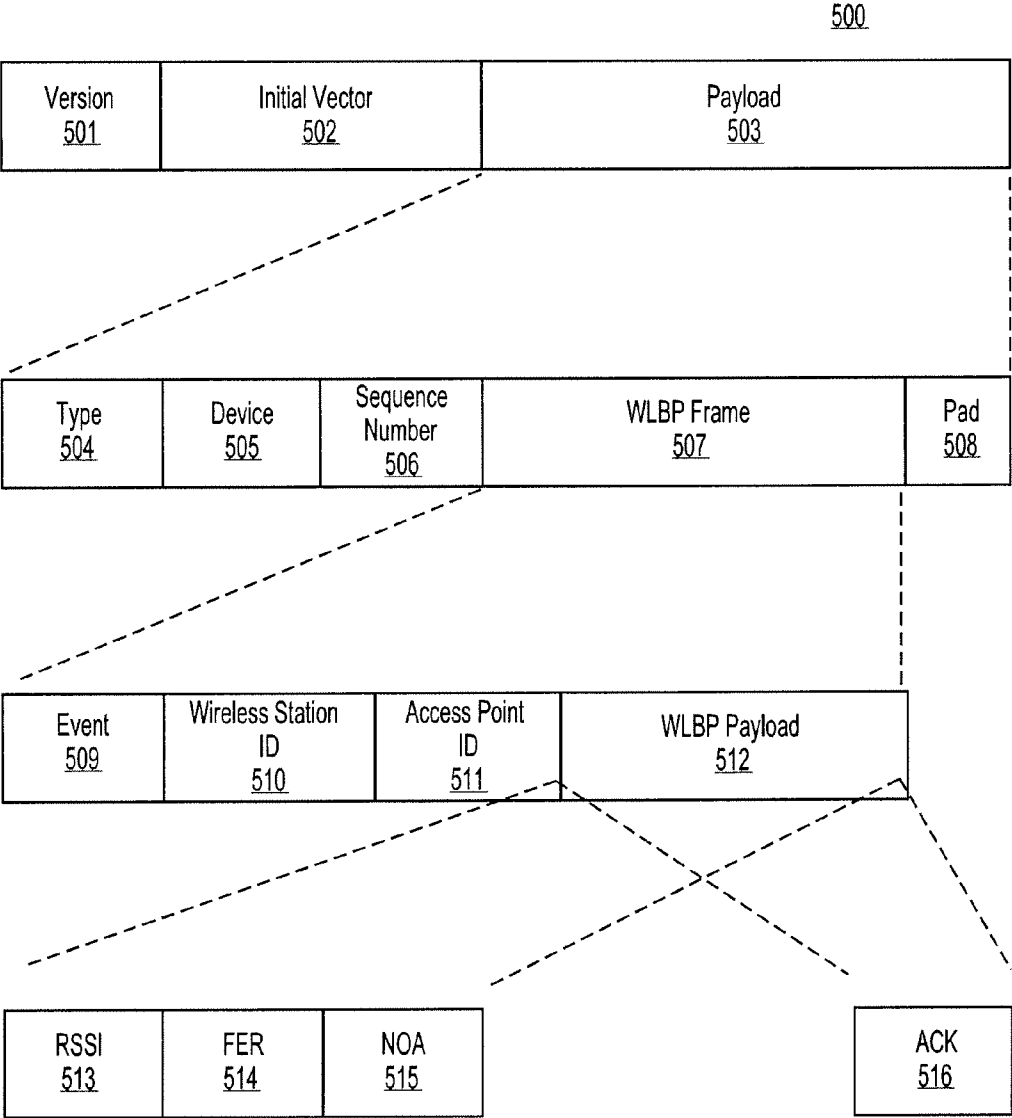 500
Version
501
Initial Vector
502
Payload
503
Type
504
Device
505
Sequence
Number
506
WLBP Frame
507
Pad
508
Event
509
Wireless Station
ID
510
Access Point
ID
511
WLBP Payload
512
RSSI
513
FER
514
NOA
515
ACK
516